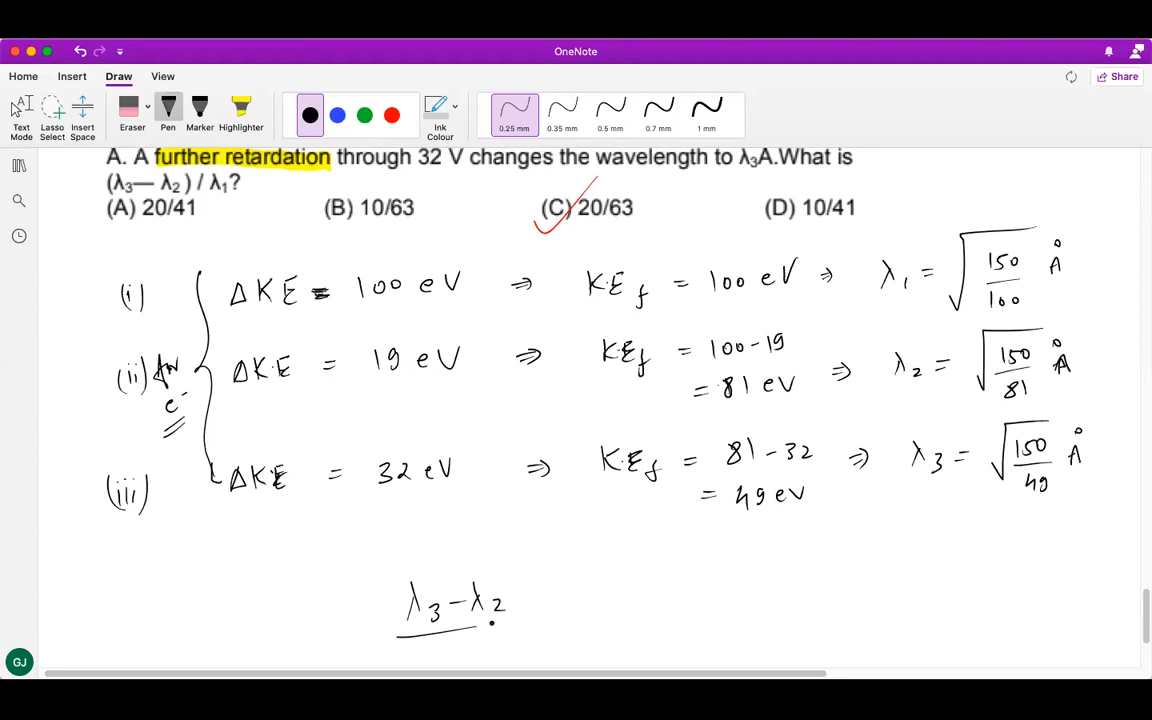 OneNote
Home Insert Draw View
Share
Text Mode
Lasso Select
Insert Space
Eraser
Pen
Marker
Highlighter
Ink Colour
0.25 mm
0.35 mm
0.5 mm
0.7 mm
1 mm
A. A further retardation through 32 V changes the wavelength to λ₃A.What is
(λ₃— λ₂ ) / λ₁?
(A) 20/41 (B) 10/63 (C) 20/63 (D) 10/41
(i) ΔKE = 100 eV ⇒ K.E_f = 100 eV ⇒ λ₁ = √(150/100) Å
(ii) ΔK.E = 19 eV ⇒ K.E_f = 100-19
= 81 eV ⇒ λ₂ = √(150/81) Å
e⁻
(iii) ΔK.E = 32 eV ⇒ K.E_f = 81-32 ⇒ λ₃ = √(150/49) Å
= 49 eV
λ₃ - λ₂
GJ